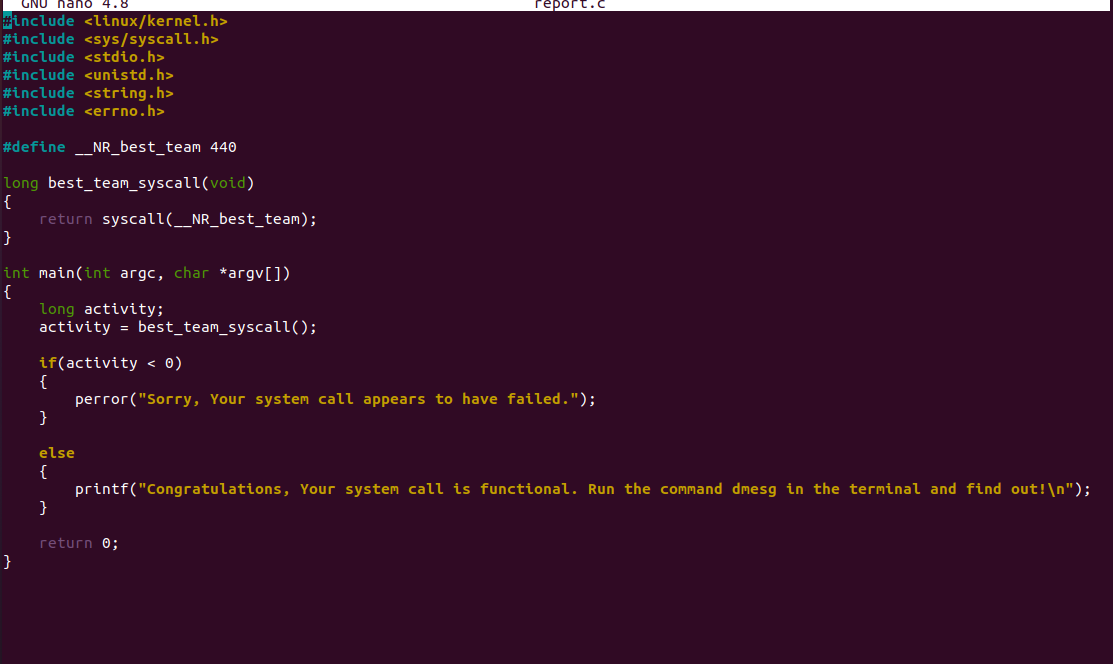 GNU nano 4.8 report.c
#include <linux/kernel.h>
#include <sys/syscall.h>
#include <stdio.h>
#include <unistd.h>
#include <string.h>
#include <errno.h>

#define __NR_best_team 440

long best_team_syscall(void)
{
    return syscall(__NR_best_team);
}

int main(int argc, char *argv[])
{
    long activity;
    activity = best_team_syscall();

    if(activity < 0)
    {
        perror("Sorry, Your system call appears to have failed.");
    }

    else
    {
        printf("Congratulations, Your system call is functional. Run the command dmesg in the terminal and find out!\n");
    }

    return 0;
}